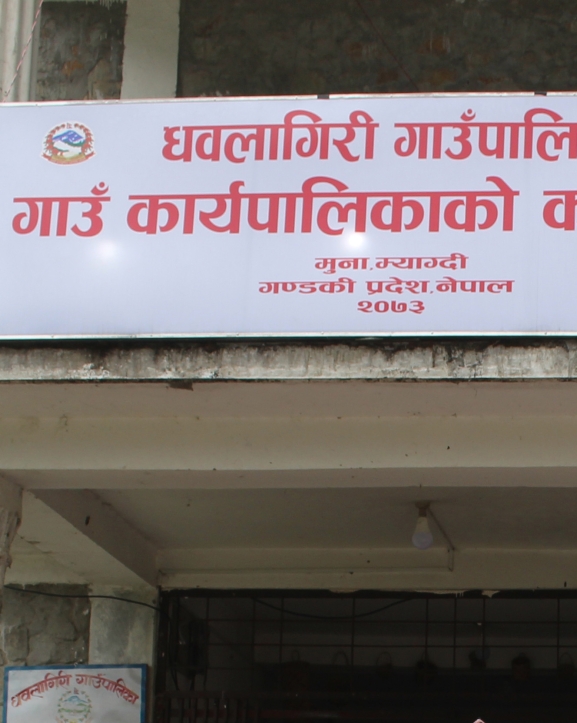 धवलागिरी गाउँपालि
गाउँ कार्यपालिकाको क
मुना,म्याग्दी
गण्डकी प्रदेश,नेपाल
२०७३
धवलागिरी गाउँपालिका